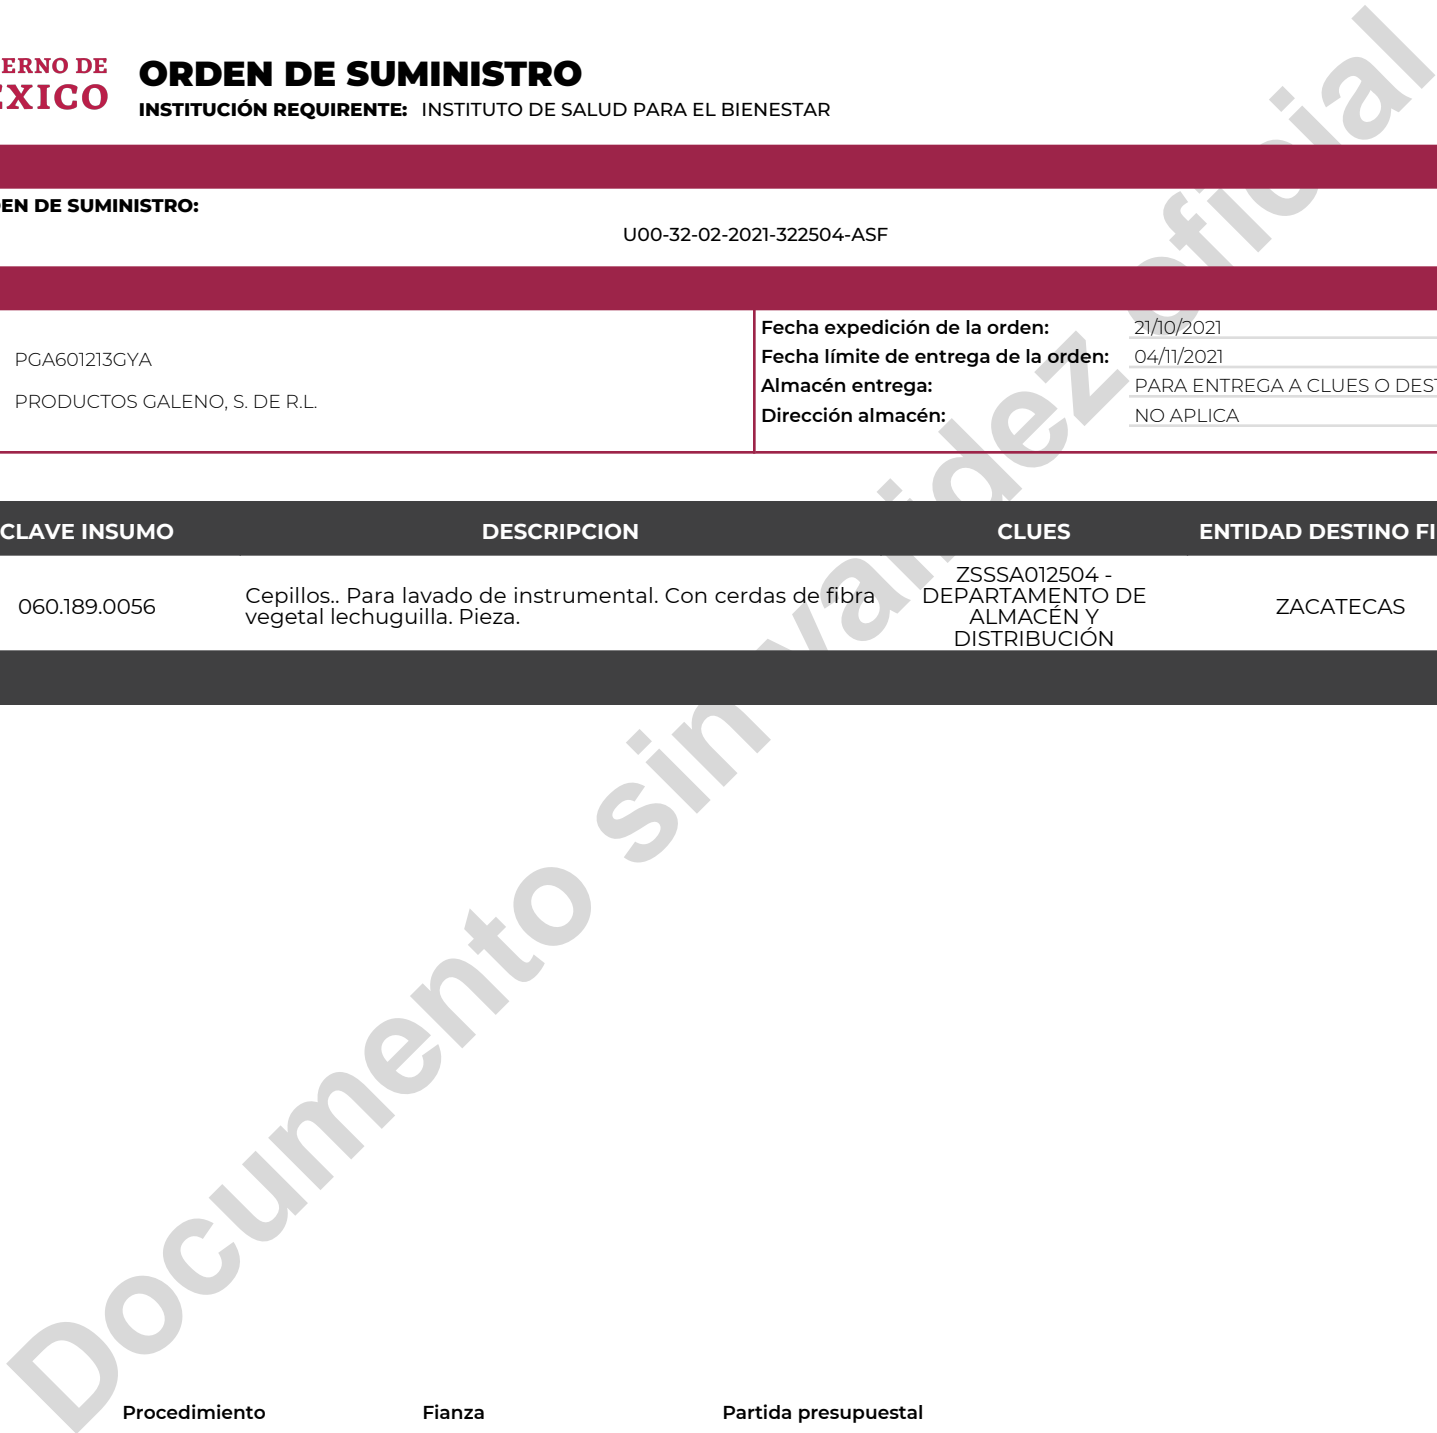 ERNO DE
EXICO
ORDEN DE SUMINISTRO
INSTITUCIÓN REQUIRENTE: INSTITUTO DE SALUD PARA EL BIENESTAR
EN DE SUMINISTRO:
U00-32-02-2021-322504-ASF
PGA601213GYA
PRODUCTOS GALENO, S. DE R.L.
Fecha expedición de la orden: 21/10/2021
Fecha límite de entrega de la orden: 04/11/2021
Almacén entrega: PARA ENTREGA A CLUES O DEST
Dirección almacén: NO APLICA
CLAVE INSUMO DESCRIPCION CLUES ENTIDAD DESTINO FI
060.189.0056
Cepillos.. Para lavado de instrumental. Con cerdas de fibra
vegetal lechuguilla. Pieza.
ZSSSA012504 -
DEPARTAMENTO DE
ALMACÉN Y
DISTRIBUCIÓN
ZACATECAS
Documento sin validez oficial
Procedimiento Fianza Partida presupuestal